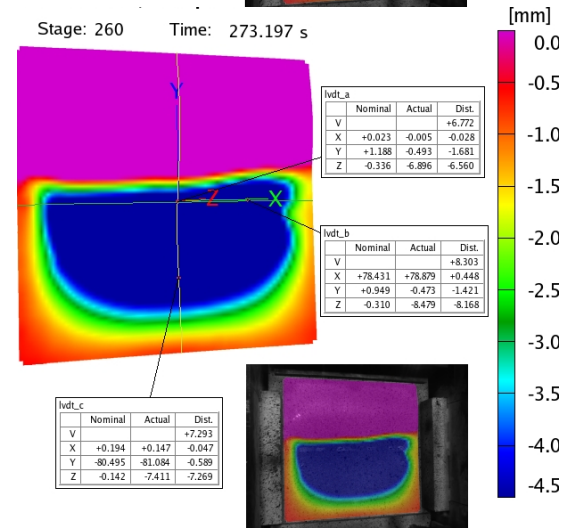 [mm]
Stage: 260 Time: 273.197 s
0.0
-0.5
-1.0
-1.5
-2.0
-2.5
-3.0
-3.5
-4.0
-4.5
Y
Z X
lvdt_a
Nominal Actual Dist.
V +6.772
X +0.023 -0.005 -0.028
Y +1.188 -0.493 -1.681
Z -0.336 -6.896 -6.560
lvdt_b
Nominal Actual Dist.
V +8.303
X +78.431 +78.879 +0.448
Y +0.949 -0.473 -1.421
Z -0.310 -8.479 -8.168
lvdt_c
Nominal Actual Dist.
V +7.293
X +0.194 +0.147 -0.047
Y -80.495 -81.084 -0.589
Z -0.142 -7.411 -7.269